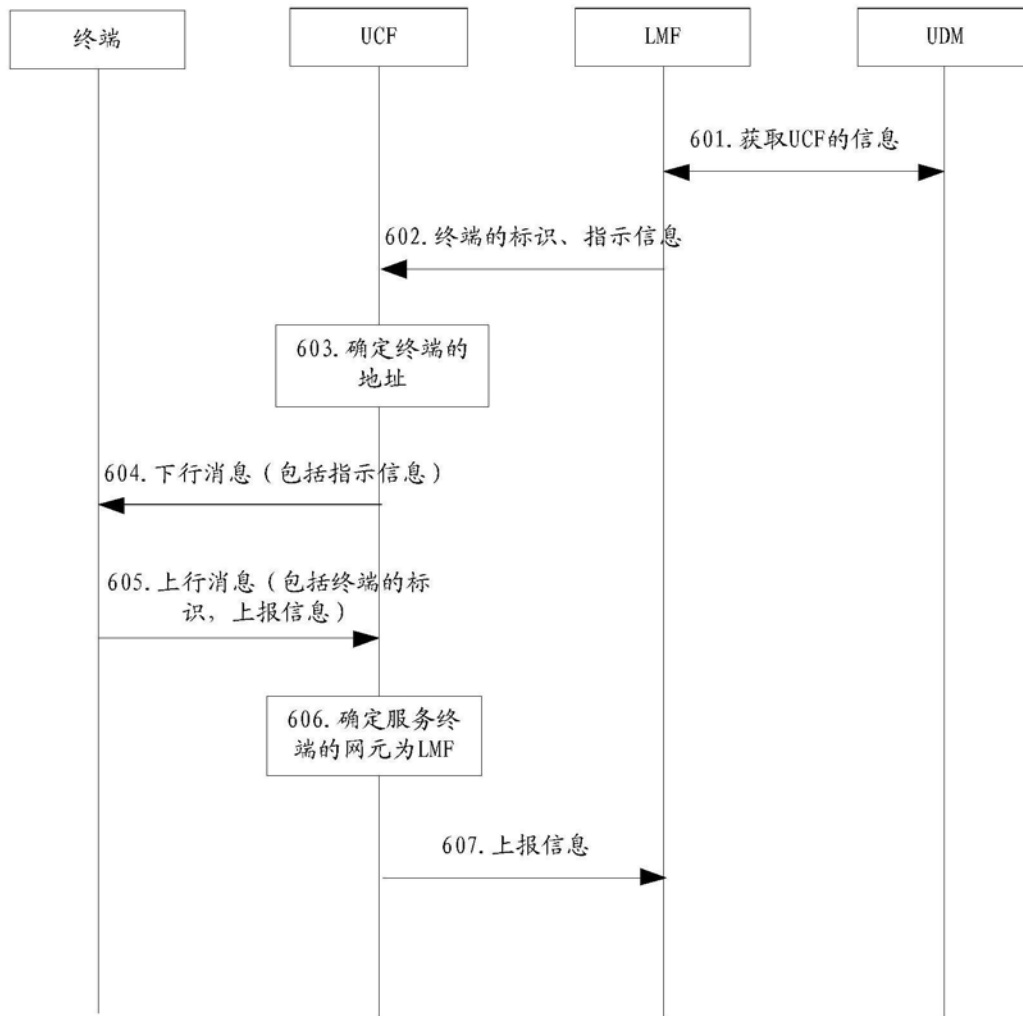 终端
UCF
LMF
UDM
601.获取UCF的信息
602.终端的标识、指示信息
603.确定终端的
地址
604.下行消息（包括指示信息）
605.上行消息（包括终端的标
识，上报信息）
606.确定服务终
端的网元为LMF
607.上报信息